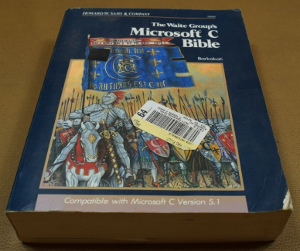 HOWARD W. SAMS & COMPANY
The Waite Group's
Microsoft C
Bible
Barkakati
Compatible with Microsoft C Version 5.1